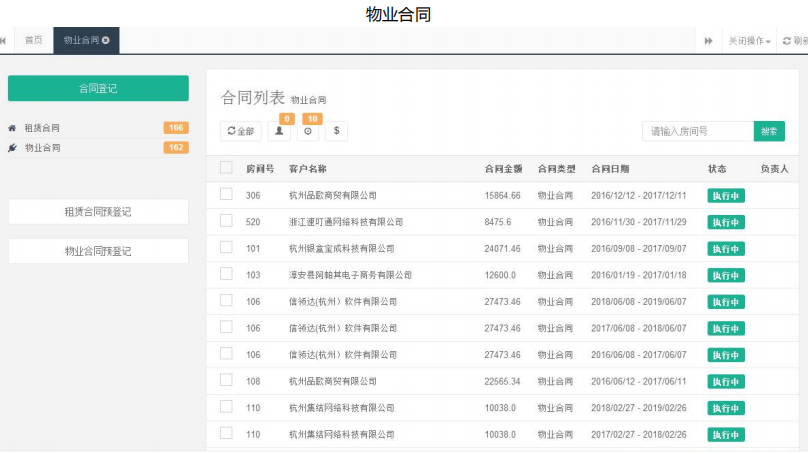 物业合同
首页 物业合同 关闭操作 刷新
合同登记
租赁合同 166
物业合同 162
租赁合同预登记
物业合同预登记
合同列表 物业合同
0 10
全部 $ 请输入房间号 搜索
房间号 客户名称 合同金额 合同类型 合同日期 状态 负责人
306 杭州品歌商贸有限公司 15864.66 物业合同 2016/12/12 - 2017/12/11 执行中
520 浙江速叮通网络科技有限公司 8475.6 物业合同 2016/11/30 - 2017/11/29 执行中
101 杭州银盒宝成科技有限公司 24071.46 物业合同 2016/09/08 - 2017/09/07 执行中
103 淳安县网帕其电子商务有限公司 12600.0 物业合同 2016/01/19 - 2017/01/18 执行中
106 信领达(杭州）软件有限公司 27473.46 物业合同 2018/06/08 - 2019/06/07 执行中
106 信领达(杭州）软件有限公司 27473.46 物业合同 2017/06/08 - 2018/06/07 执行中
106 信领达(杭州）软件有限公司 27473.46 物业合同 2016/06/08 - 2017/06/07 执行中
108 杭州品歌商贸有限公司 22565.34 物业合同 2016/06/12 - 2017/06/11 执行中
110 杭州集结网络科技有限公司 10038.0 物业合同 2018/02/27 - 2019/02/26 执行中
110 杭州集结网络科技有限公司 10038.0 物业合同 2017/02/27 - 2018/02/26 执行中